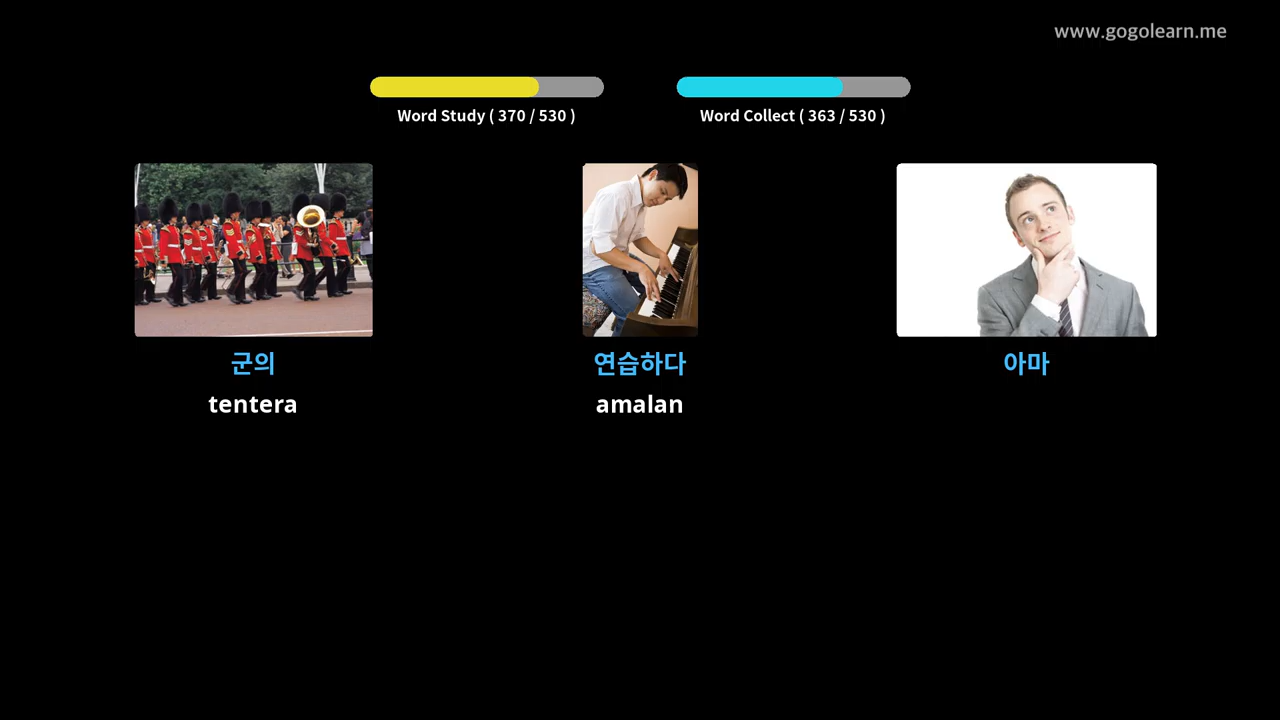 www.gogolearn.me
Word Study ( 370 / 530 )
Word Collect ( 363 / 530 )
군의
연습하다
아마
tentera
amalan